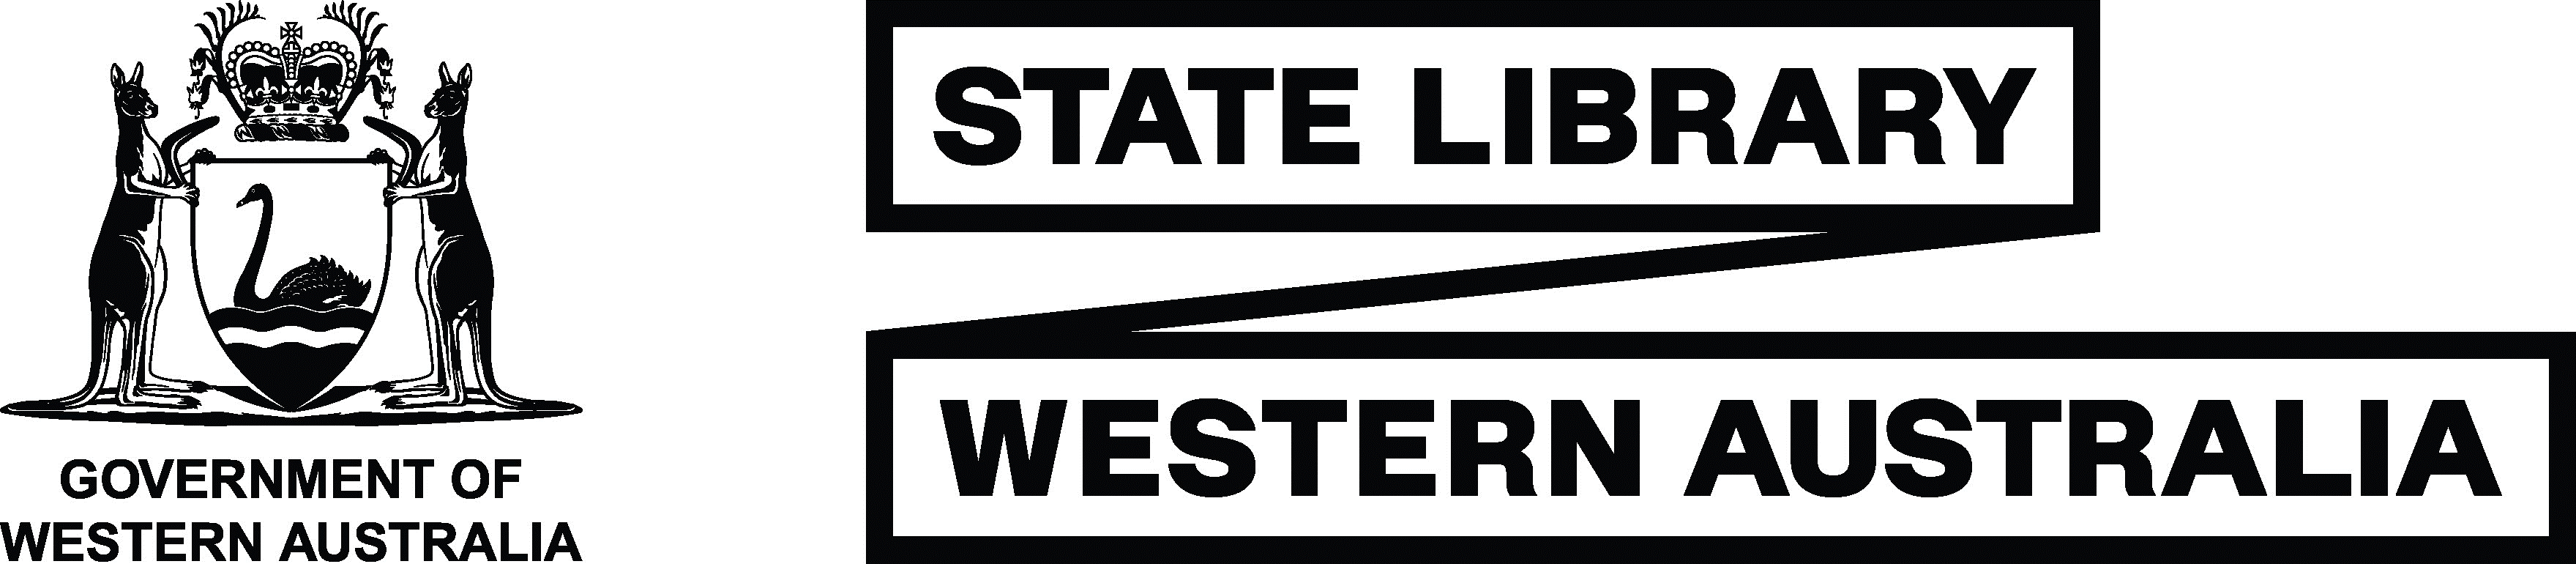 GOVERNMENT OF
WESTERN AUSTRALIA
STATE LIBRARY
WESTERN AUSTRALIA